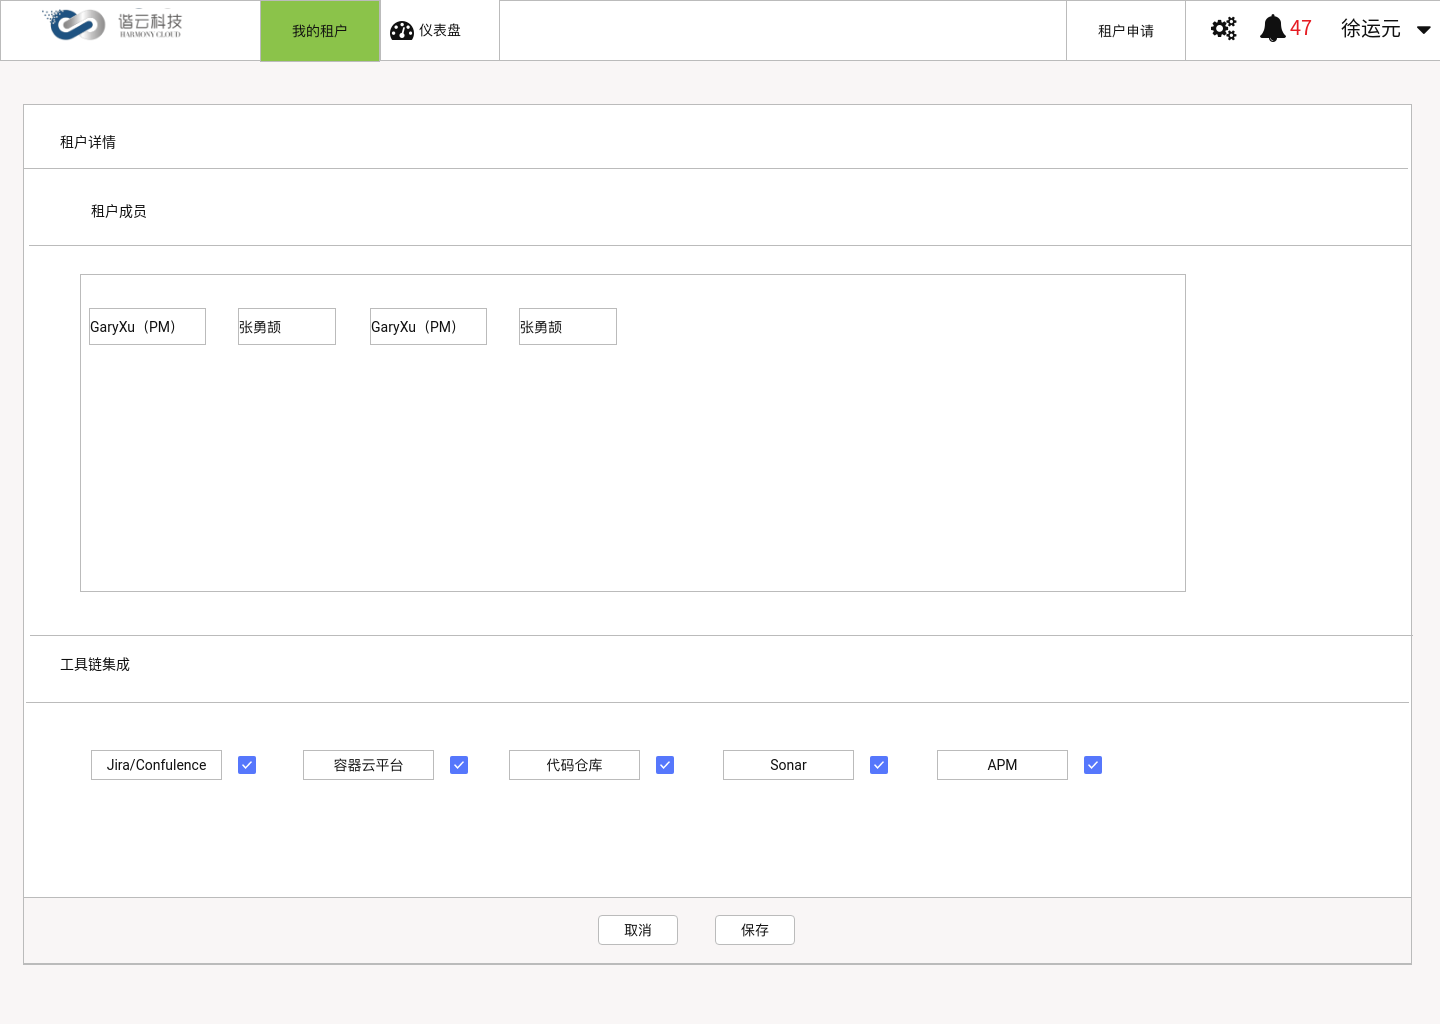 谐云科技
HARMONY CLOUD
我的租户
仪表盘
租户申请
47
徐运元
租户详情
租户成员
GaryXu（PM） 张勇颉 GaryXu（PM） 张勇颉
工具链集成
Jira/Confulence 容器云平台 代码仓库 Sonar APM
取消 保存